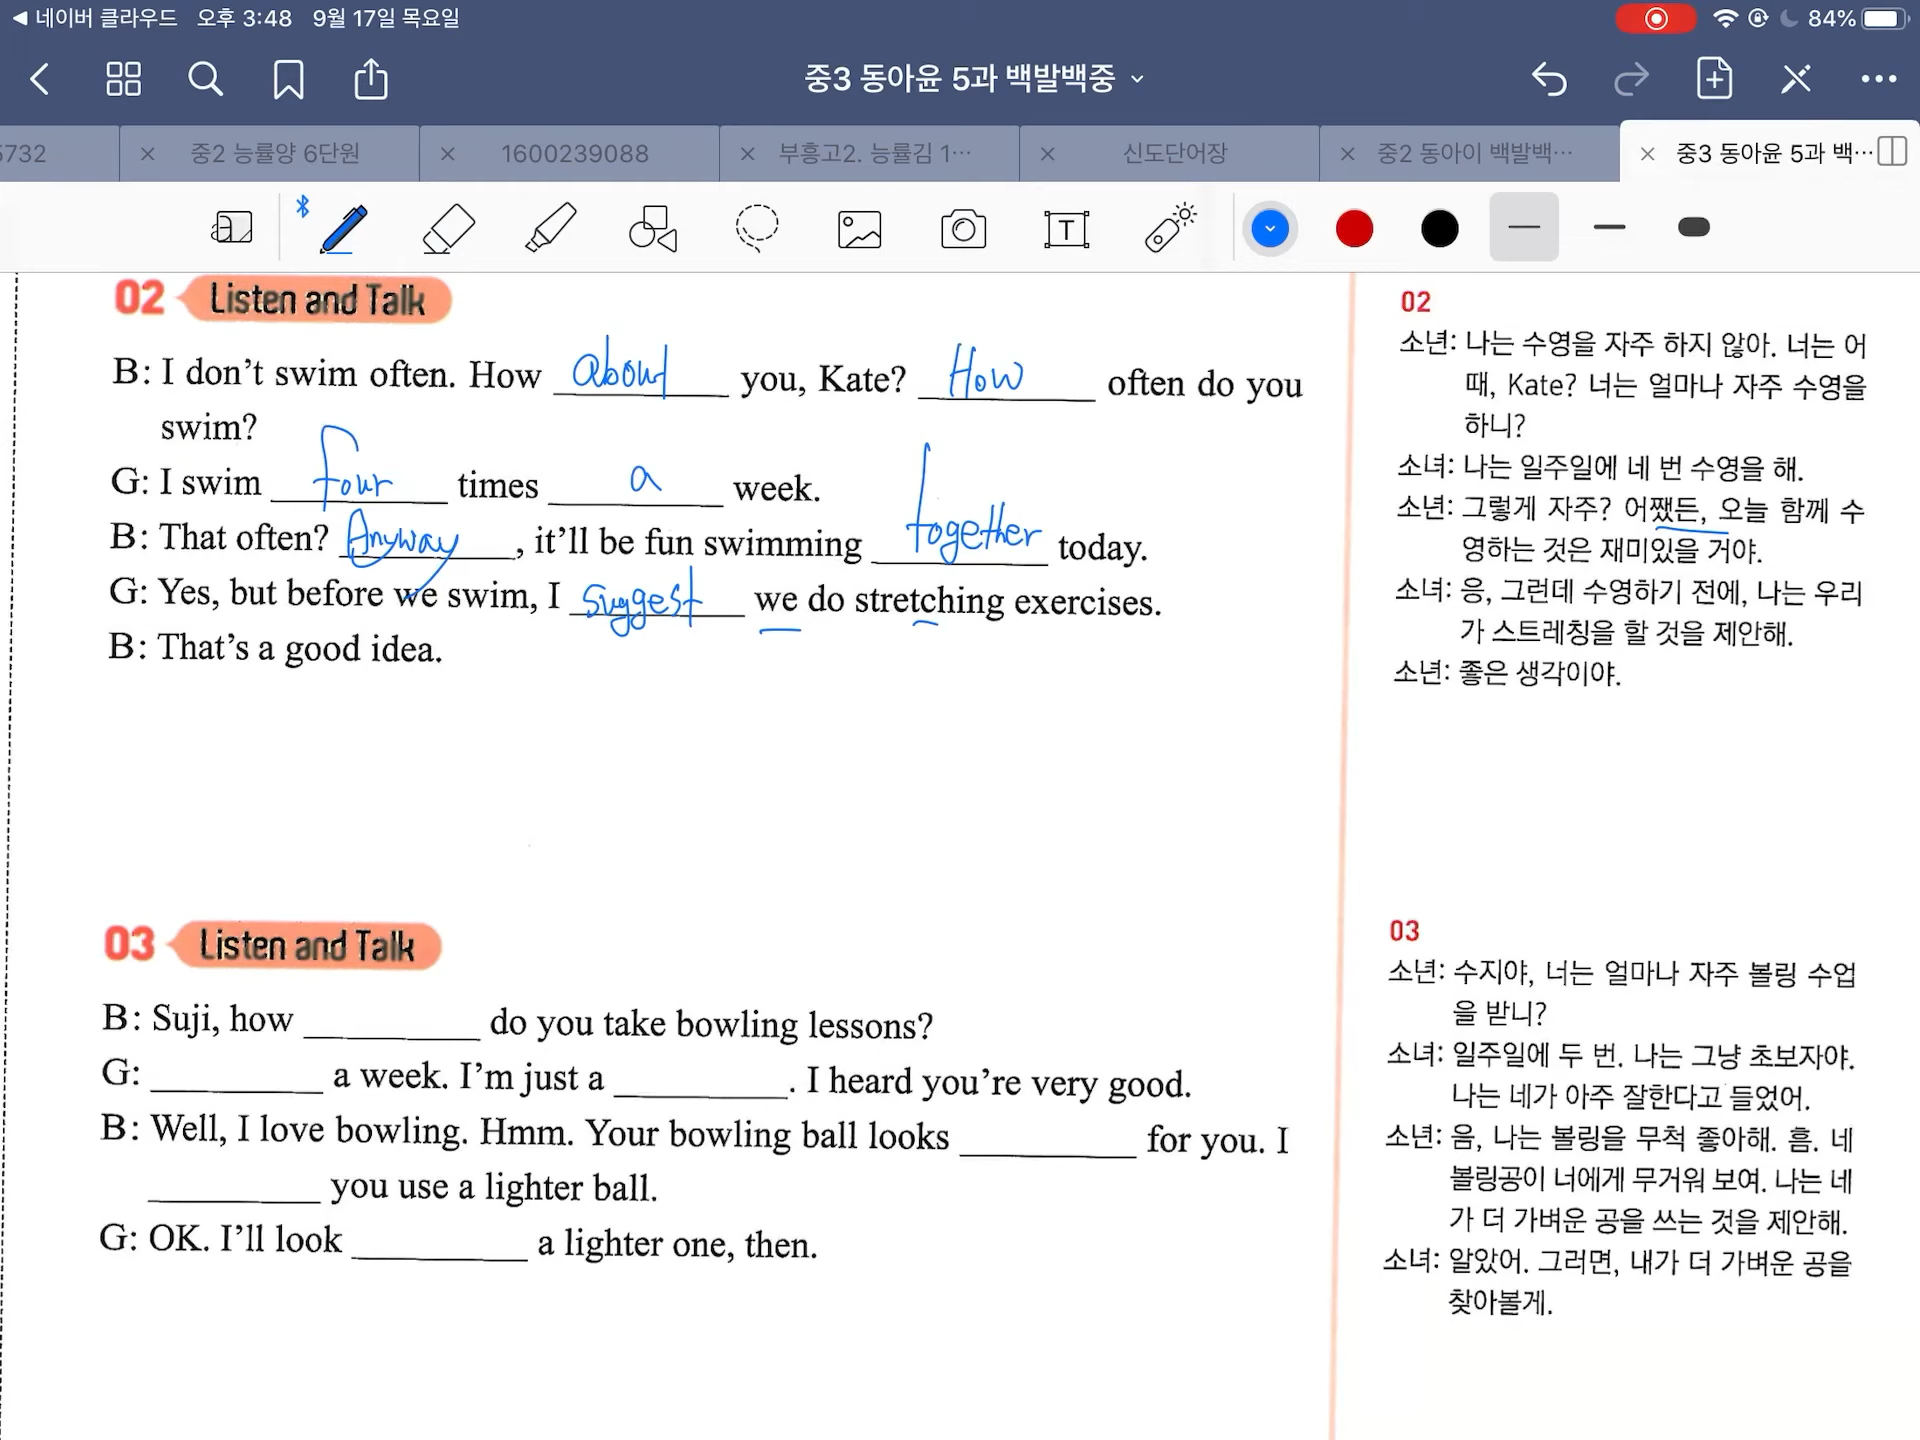 네이버 클라우드 오후 3:48 9월 17일 목요일 84%
중3 동아윤 5과 백발백중
5732 중2 능률양 6단원 1600239088 부흥고2. 능률김 1··· 신도단어장 중2 동아이 백발백··· 중3 동아윤 5과 백···
T
02 Listen and Talk
B: I don't swim often. How about you, Kate? How often do you
swim?
G: I swim four times a week.
B: That often? Anyway, it'll be fun swimming together today.
G: Yes, but before we swim, I suggest we do stretching exercises.
B: That's a good idea.
02
소년: 나는 수영을 자주 하지 않아. 너는 어
때, Kate? 너는 얼마나 자주 수영을
하니?
소녀: 나는 일주일에 네 번 수영을 해.
소년: 그렇게 자주? 어쨌든, 오늘 함께 수
영하는 것은 재미있을 거야.
소녀: 응, 그런데 수영하기 전에, 나는 우리
가 스트레칭을 할 것을 제안해.
소년: 좋은 생각이야.
03 Listen and Talk
B: Suji, how ________ do you take bowling lessons?
G: ________ a week. I'm just a ________. I heard you're very good.
B: Well, I love bowling. Hmm. Your bowling ball looks ________ for you. I
________ you use a lighter ball.
G: OK. I'll look ________ a lighter one, then.
03
소년: 수지야, 너는 얼마나 자주 볼링 수업
을 받니?
소녀: 일주일에 두 번. 나는 그냥 초보자야.
나는 네가 아주 잘한다고 들었어.
소년: 음, 나는 볼링을 무척 좋아해. 흠. 네
볼링공이 너에게 무거워 보여. 나는 네
가 더 가벼운 공을 쓰는 것을 제안해.
소녀: 알았어. 그러면, 내가 더 가벼운 공을
찾아볼게.